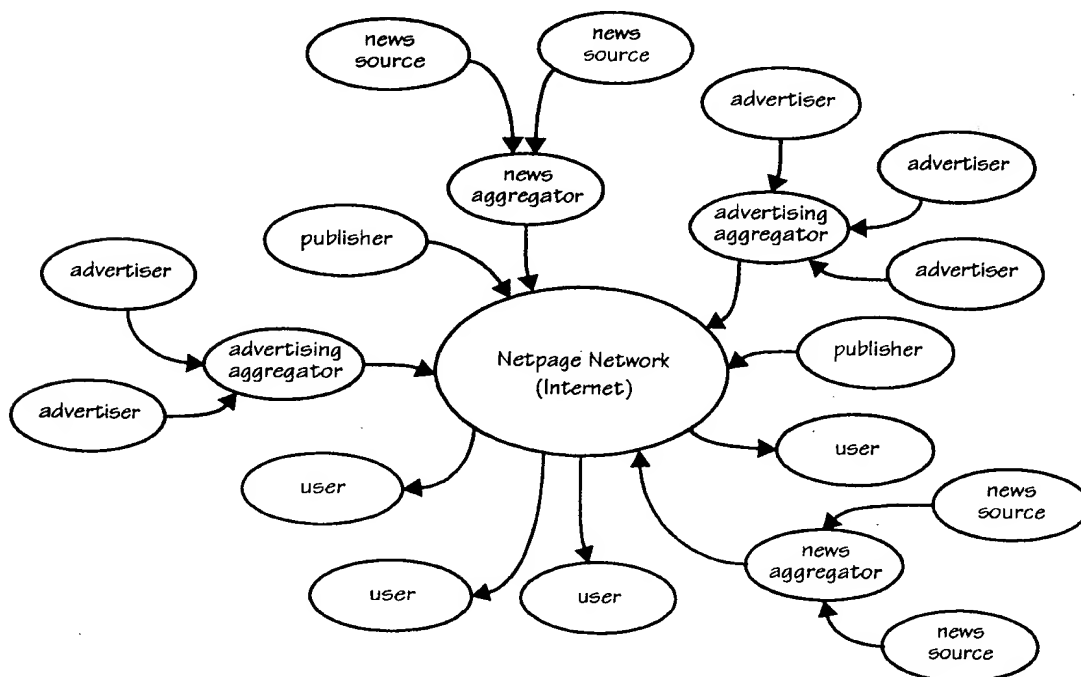 news
source
news
source
advertiser
news
aggregator
advertiser
advertising
aggregator
publisher
advertiser
advertiser
publisher
Netpage Network
(Internet)
advertising
aggregator
advertiser
user
user
news
source
news
aggregator
user
user
news
source